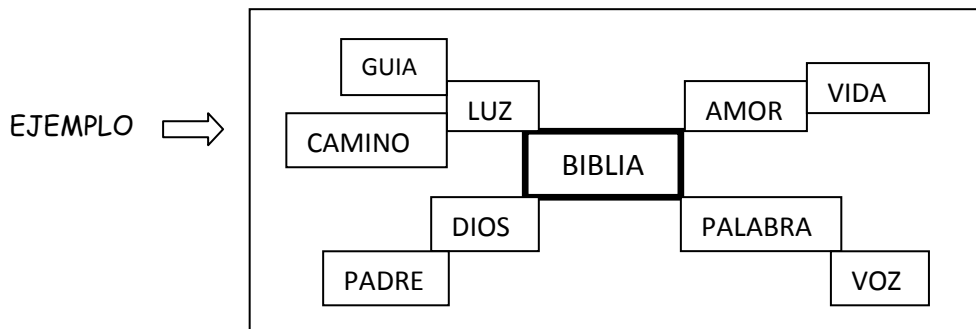 EJEMPLO
GUIA
LUZ
CAMINO
AMOR
VIDA
BIBLIA
DIOS
PADRE
PALABRA
VOZ